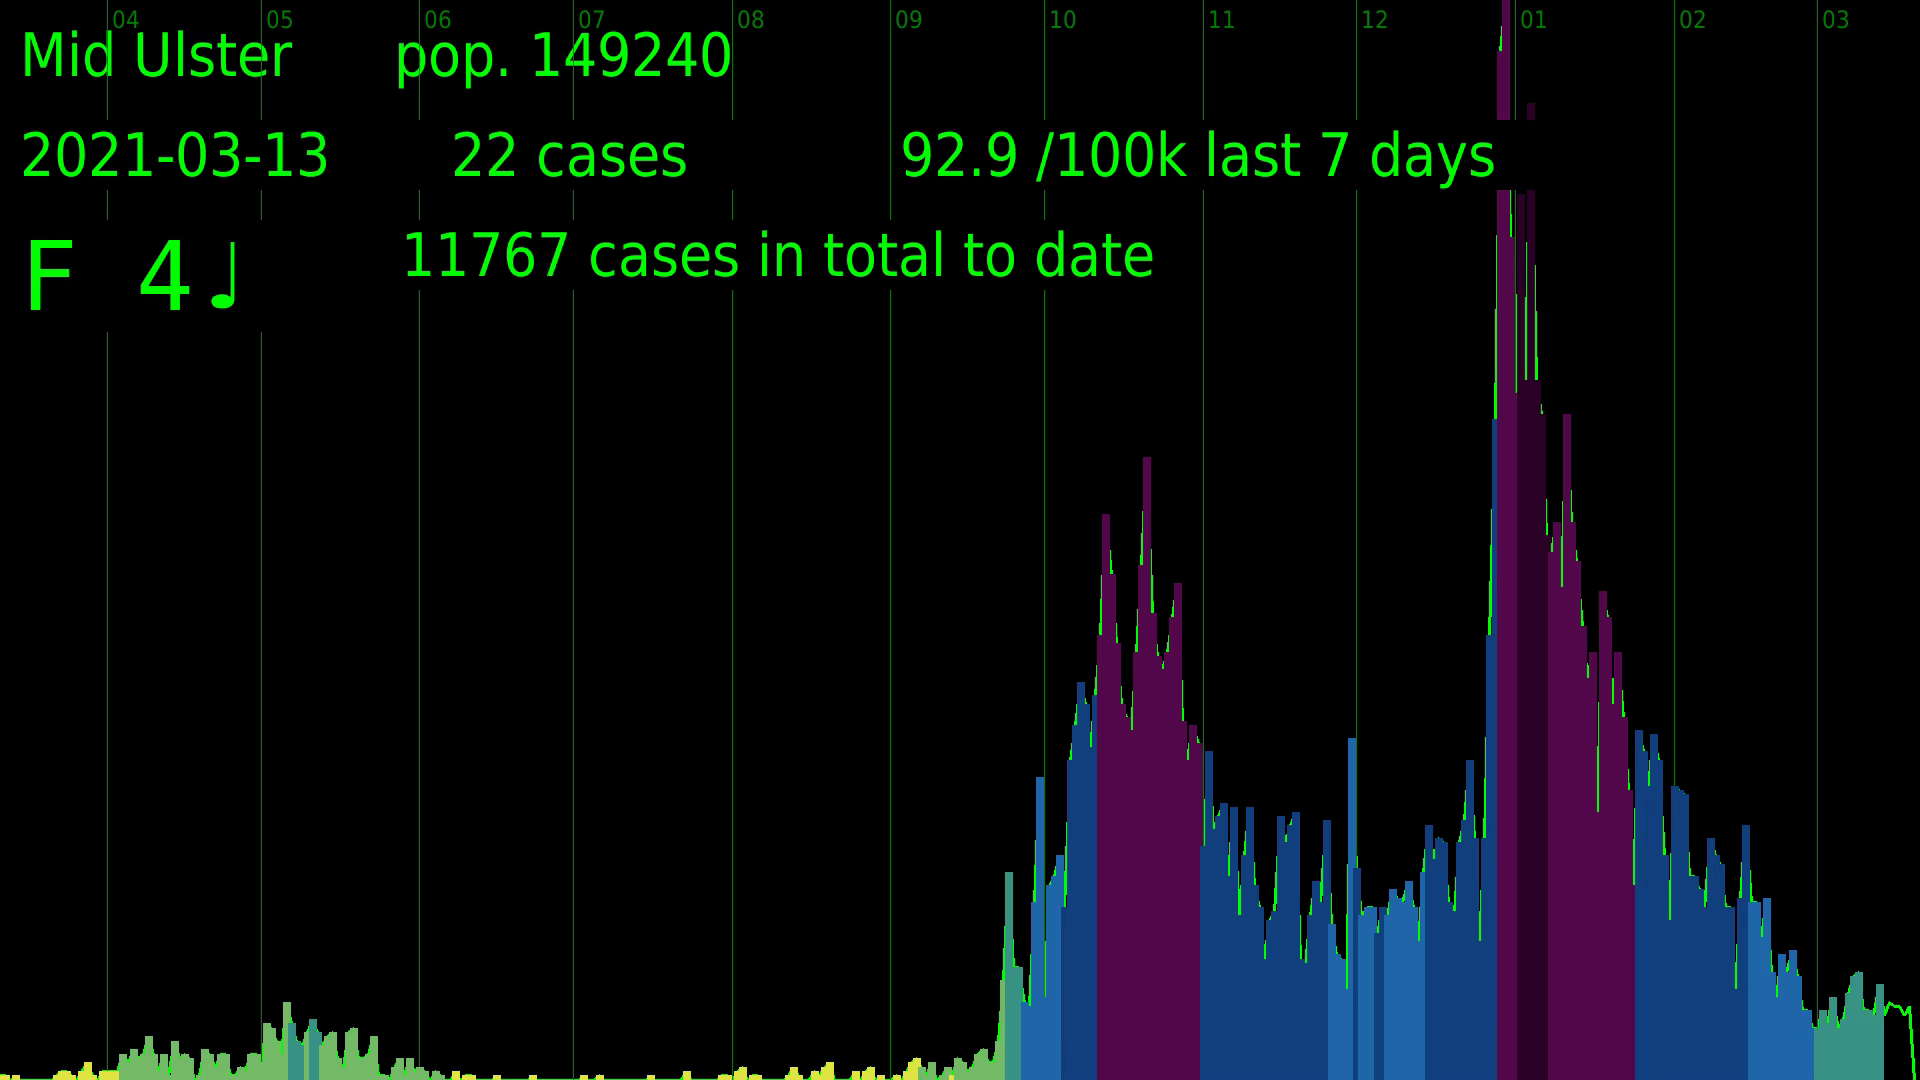 04 05 06 07 08 09 10 11 12 01 02 03
Mid Ulster pop. 149240
2021-03-13 22 cases 92.9 /100k last 7 days
F 4♩ 11767 cases in total to date